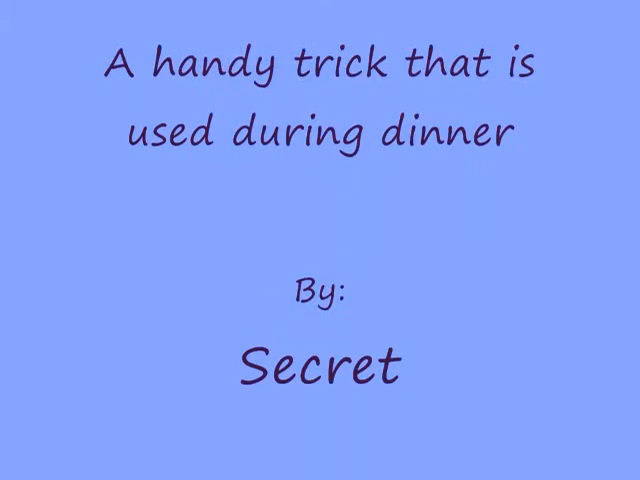 A handy trick that is
used during dinner
By:
Secret